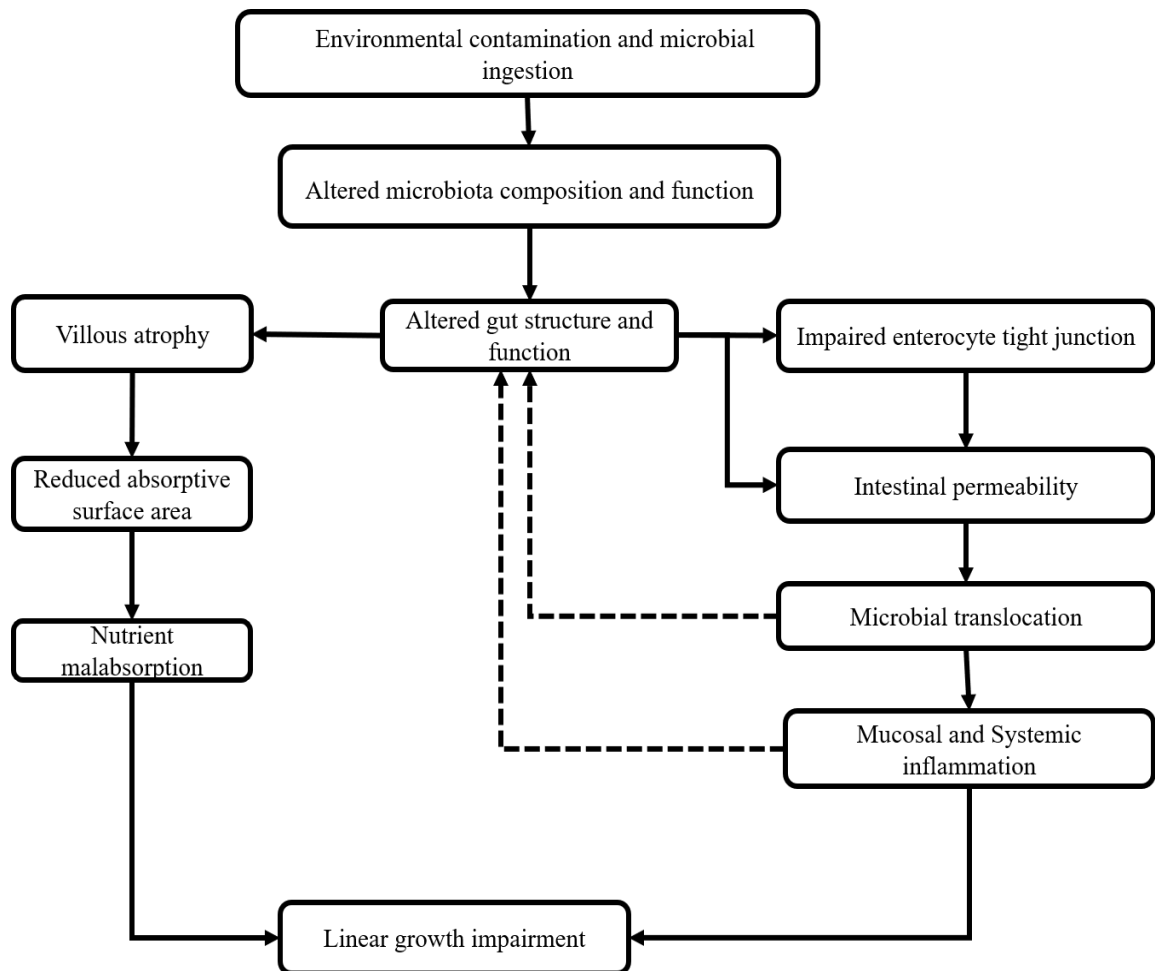 Environmental contamination and microbial
ingestion
Altered microbiota composition and function
Villous atrophy
Altered gut structure and
function
Impaired enterocyte tight junction
Reduced absorptive
surface area
Intestinal permeability
Nutrient
malabsorption
Microbial translocation
Mucosal and Systemic
inflammation
Linear growth impairment